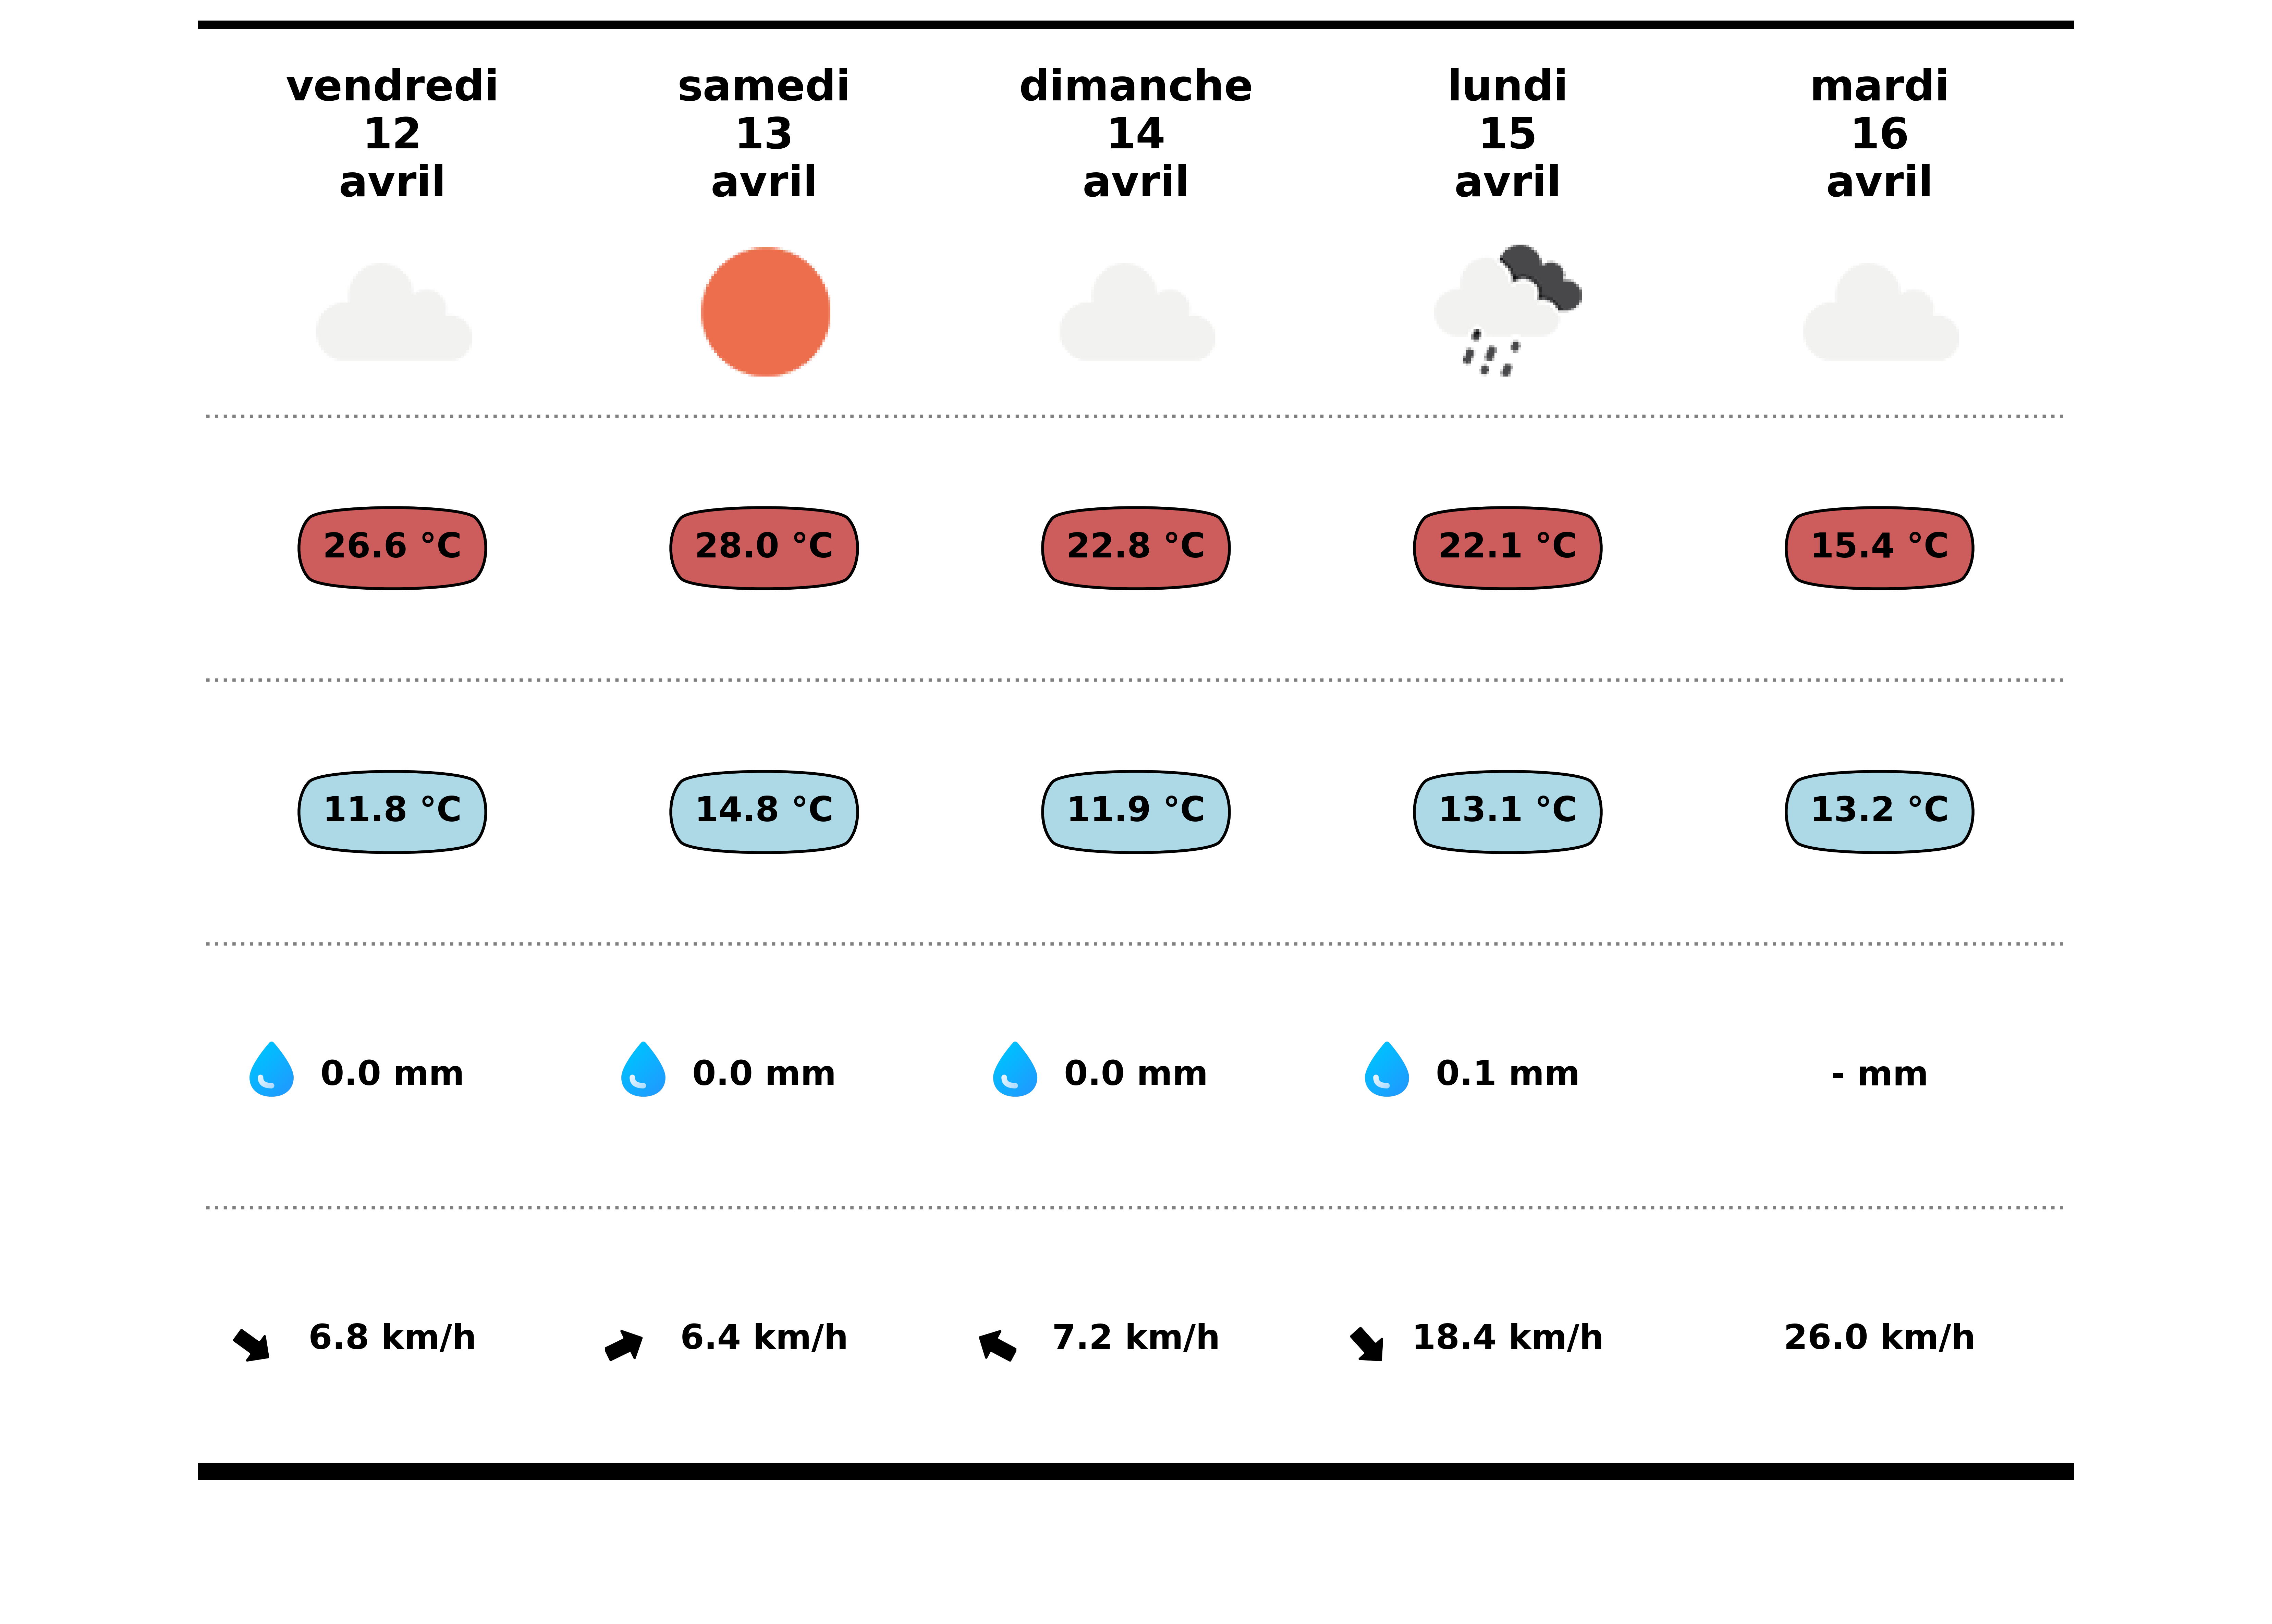 vendredi samedi dimanche lundi mardi
12 13 14 15 16
avril avril avril avril avril
26.6 °C 28.0 °C 22.8 °C 22.1 °C 15.4 °C
11.8 °C 14.8 °C 11.9 °C 13.1 °C 13.2 °C
0.0 mm 0.0 mm 0.0 mm 0.1 mm - mm
6.8 km/h 6.4 km/h 7.2 km/h 18.4 km/h 26.0 km/h